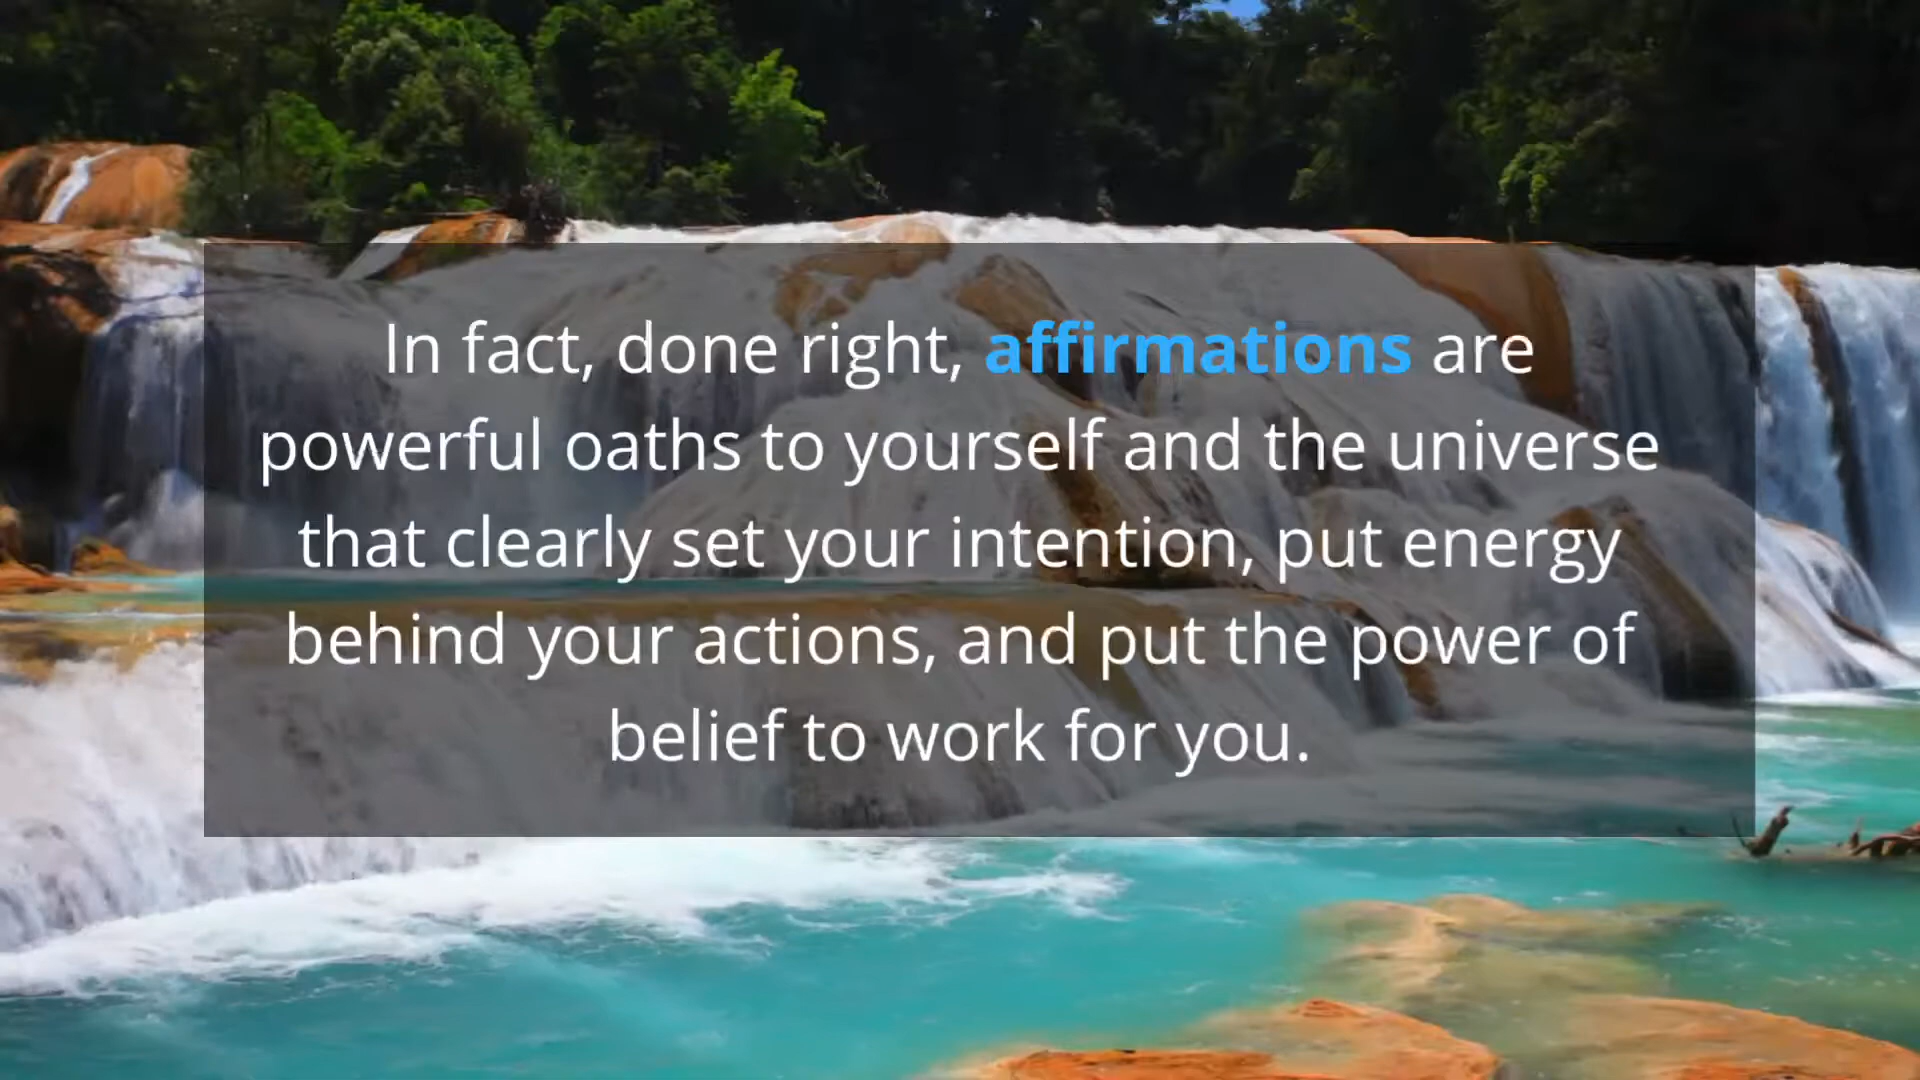 In fact, done right, affirmations are
powerful oaths to yourself and the universe
that clearly set your intention, put energy
behind your actions, and put the power of
belief to work for you.